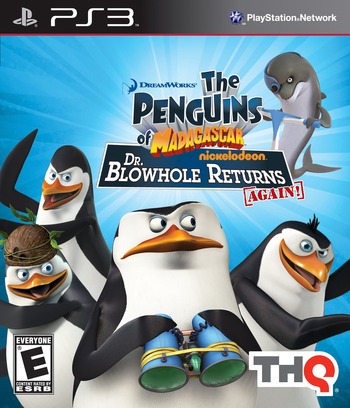 PS3
PlayStation®Network
DREAMWORKS
The
PENGUINS
of MADAGASCAR
nickelodeon
DR.
BLOWHOLE RETURNS
AGAIN!
EVERYONE
E
CONTENT RATED BY
ESRB
THQ